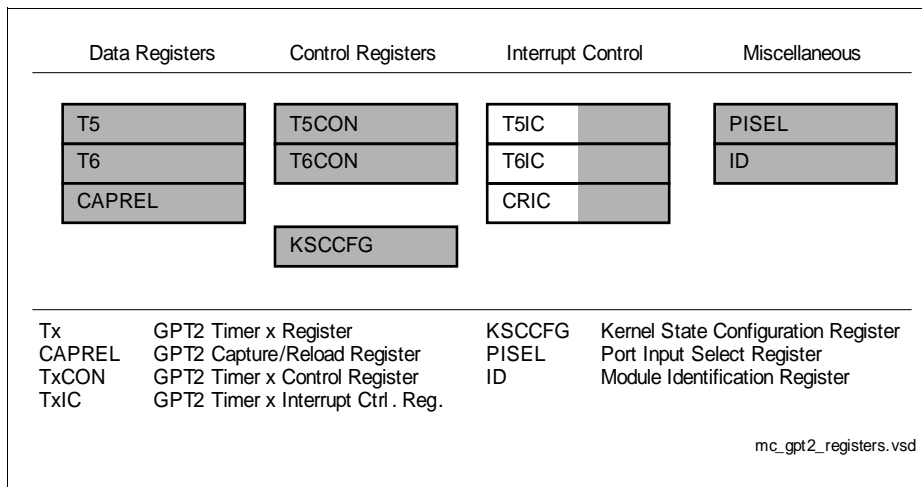 Data Registers Control Registers Interrupt Control Miscellaneous
T5 T5CON T5IC PISEL
T6 T6CON T6IC ID
CAPREL CRIC
KSCCFG
Tx GPT2 Timer x Register KSCCFG Kernel State Configuration Register
CAPREL GPT2 Capture/Reload Register PISEL Port Input Select Register
TxCON GPT2 Timer x Control Register ID Module Identification Register
TxIC GPT2 Timer x Interrupt Ctrl. Reg.
mc_gpt2_registers.vsd